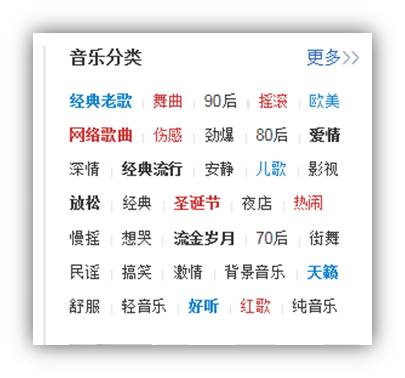 音乐分类 更多>>
经典老歌 | 舞曲 | 90后 | 摇滚 | 欧美
网络歌曲 | 伤感 | 劲爆 | 80后 | 爱情
深情 | 经典流行 | 安静 | 儿歌 | 影视
放松 | 经典 | 圣诞节 | 夜店 | 热闹
慢摇 | 想哭 | 流金岁月 | 70后 | 街舞
民谣 | 搞笑 | 激情 | 背景音乐 | 天籁
舒服 | 轻音乐 | 好听 | 红歌 | 纯音乐